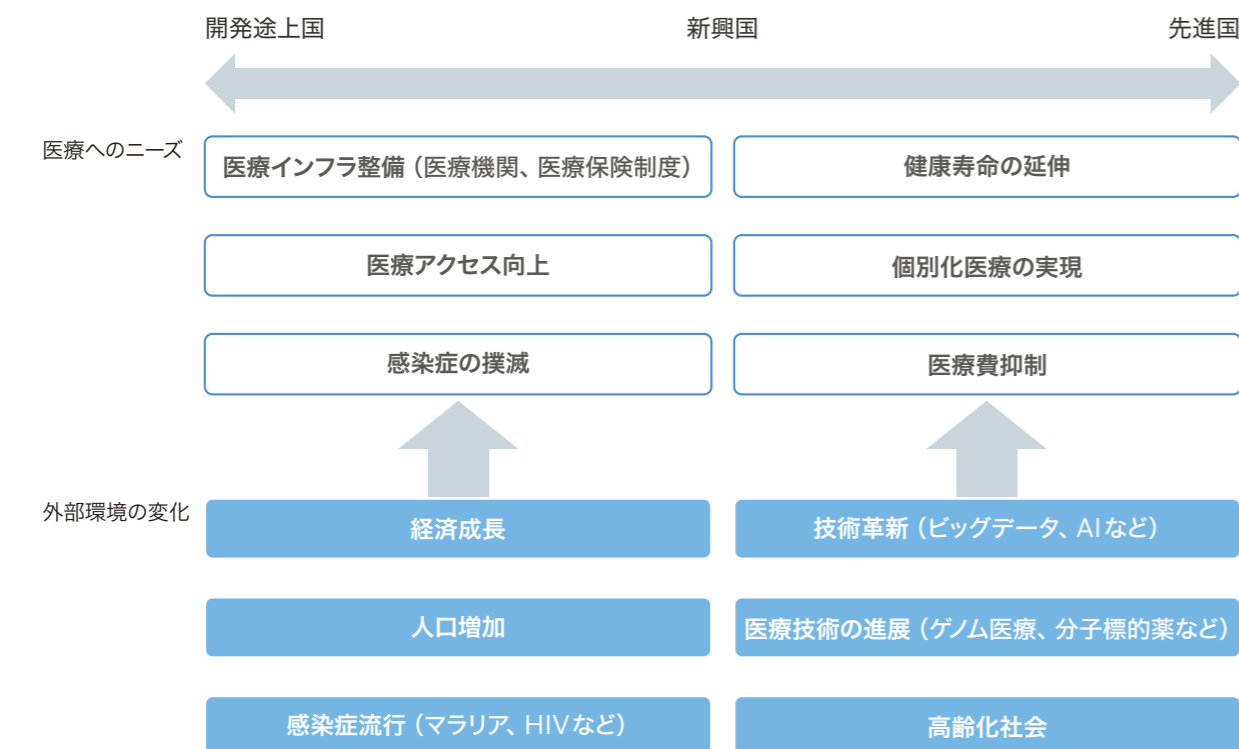 開発途上国 新興国 先進国
医療へのニーズ
医療インフラ整備（医療機関、医療保険制度） 健康寿命の延伸
医療アクセス向上 個別化医療の実現
感染症の撲滅 医療費抑制
外部環境の変化
経済成長 技術革新（ビッグデータ、AIなど）
人口増加 医療技術の進展（ゲノム医療、分子標的薬など）
感染症流行（マラリア、HIVなど） 高齢化社会